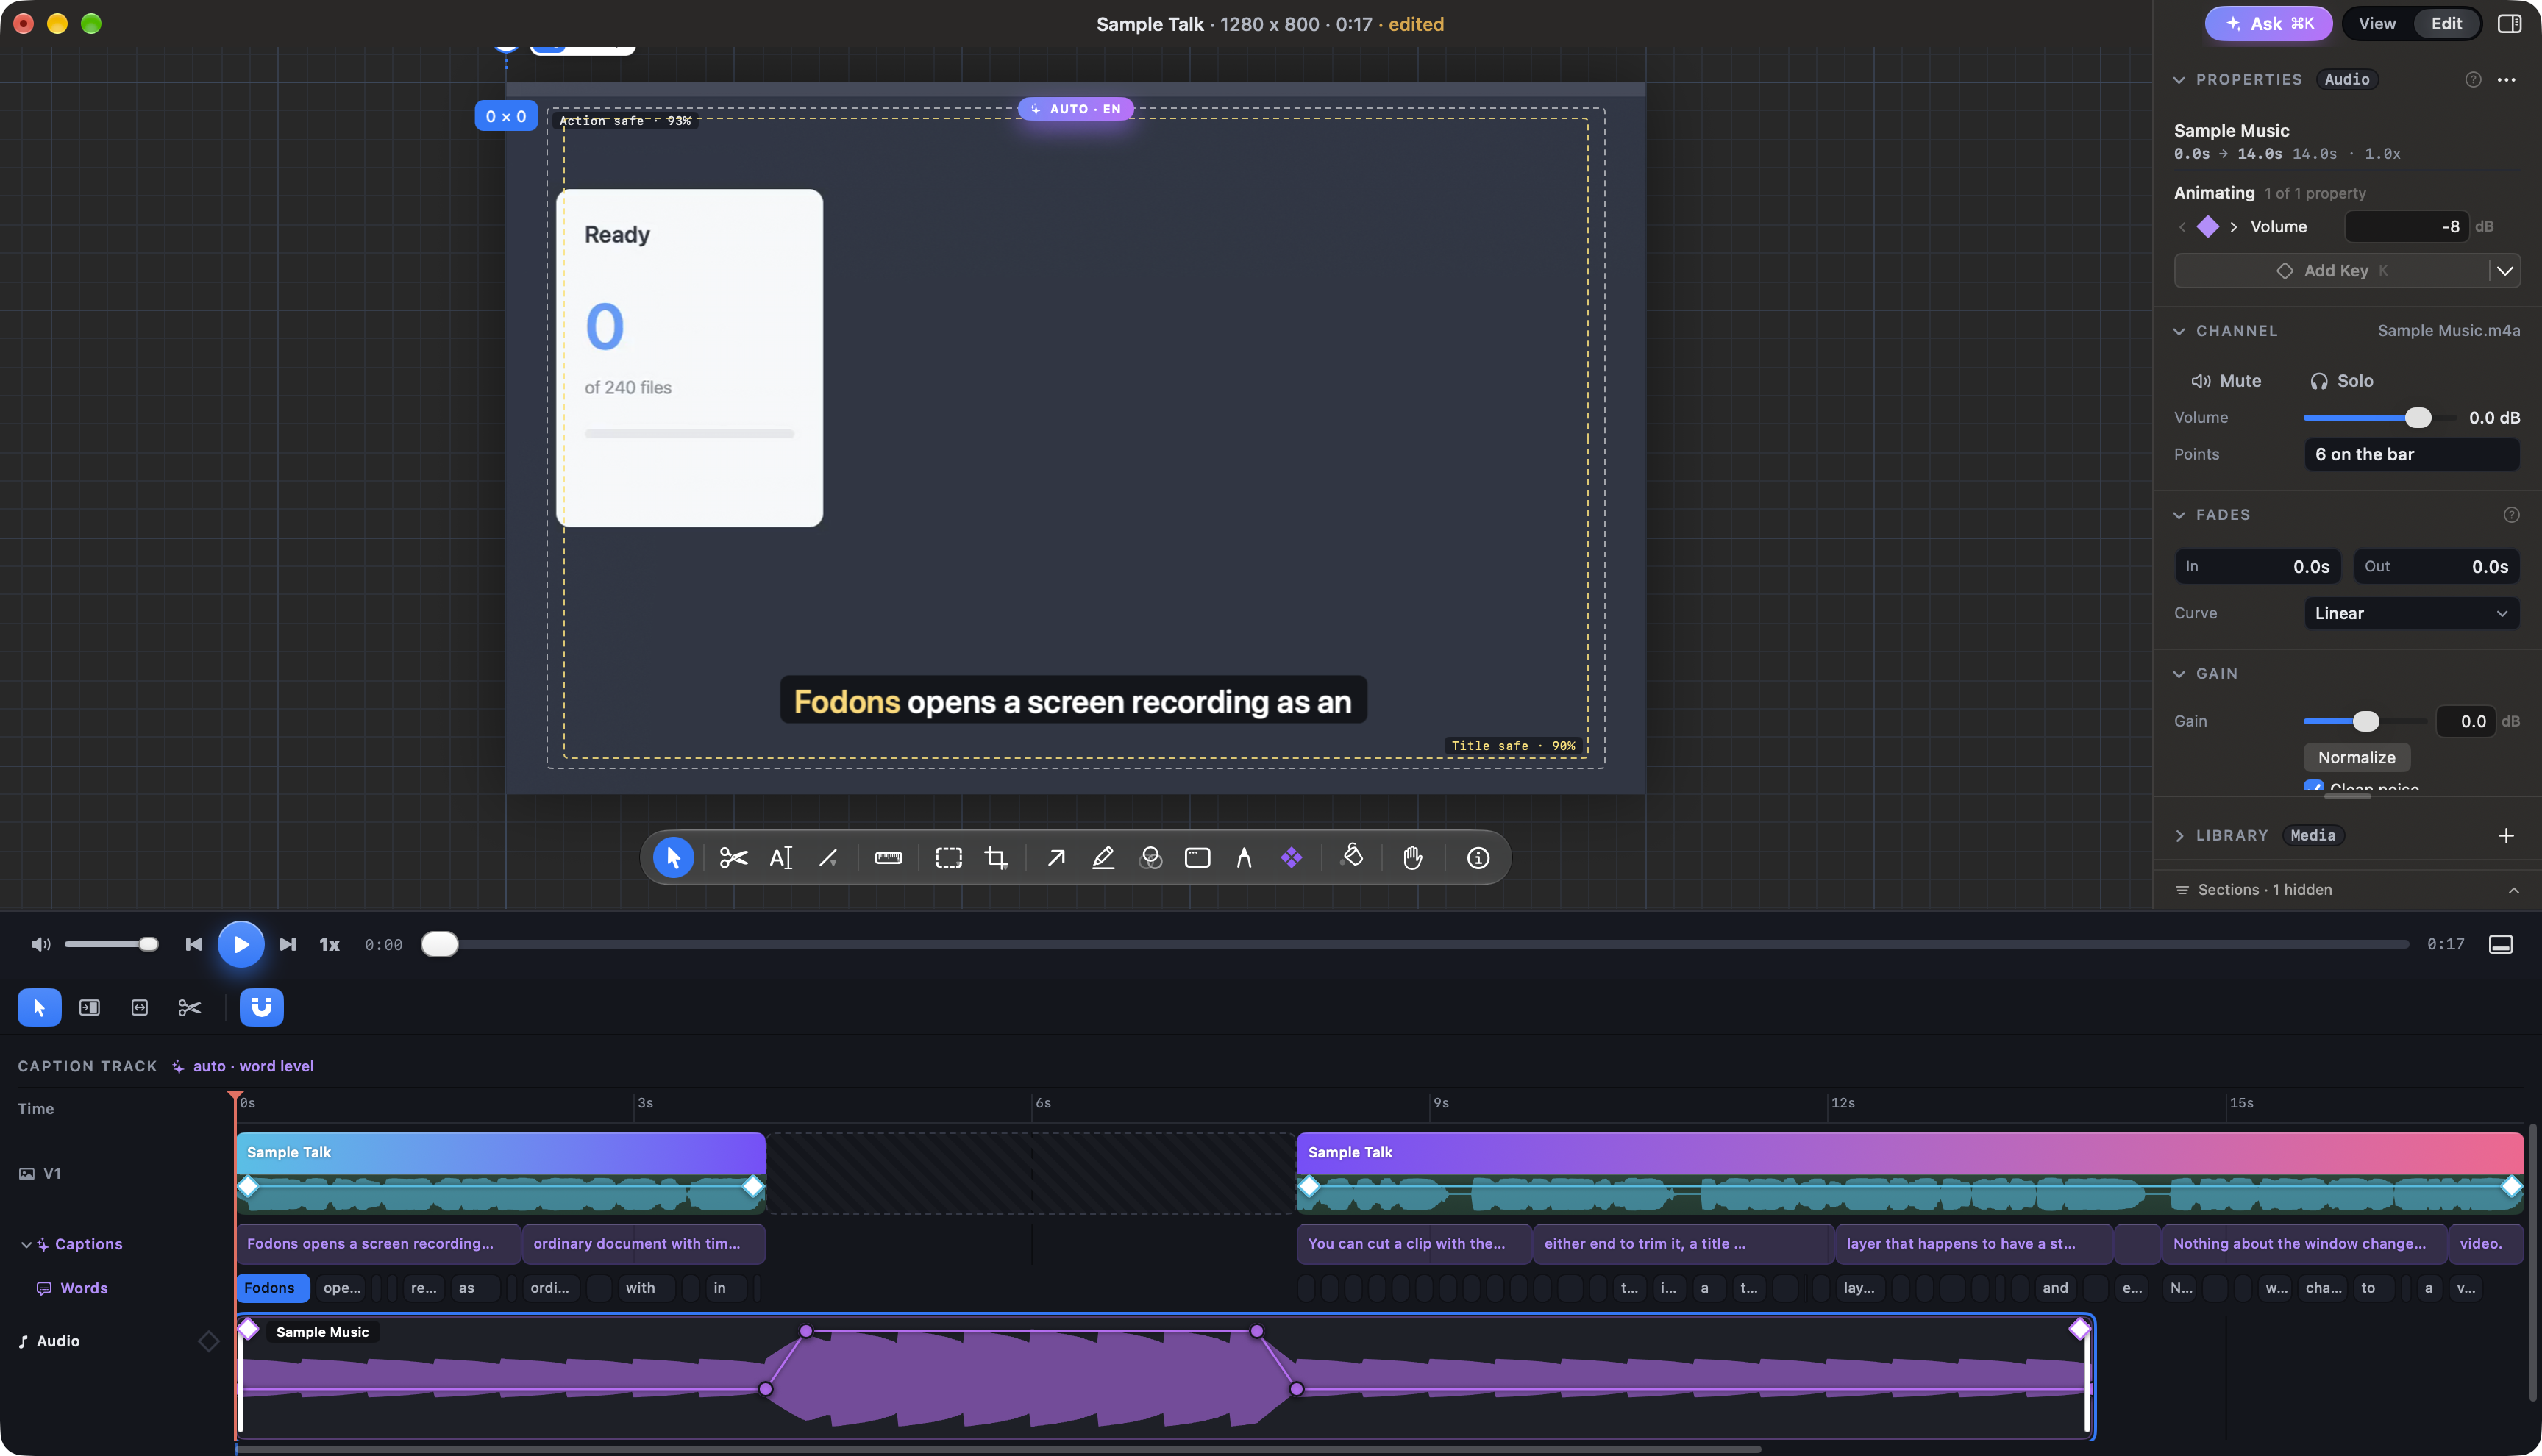 Sample Talk · 1280 x 800 · 0:17 · edited
Ask ⌘K
View
Edit
0 × 0
Action safe · 93%
AUTO · EN
Ready
0
of 240 files
Fodons opens a screen recording as an
Title safe · 90%
PROPERTIES
Audio
Sample Music
0.0s → 14.0s 14.0s · 1.0x
Animating 1 of 1 property
Volume -8 dB
Add Key K
CHANNEL
Sample Music.m4a
Mute
Solo
Volume 0.0 dB
Points 6 on the bar
FADES
In 0.0s
Out 0.0s
Curve Linear
GAIN
Gain 0.0 dB
Normalize
Clean noise
LIBRARY Media
Sections · 1 hidden
1x
0:00
0:17
CAPTION TRACK auto · word level
Time
0s
3s
6s
9s
12s
15s
V1
Sample Talk
Sample Talk
Captions
Fodons opens a screen recording...
ordinary document with tim...
You can cut a clip with the...
either end to trim it, a title ...
layer that happens to have a st...
Nothing about the window change...
video.
Words
Fodons
ope...
re...
as
ordi...
with
in
t...
i...
a
t...
lay...
and
e...
N...
w...
cha...
to
a
v...
Audio
Sample Music